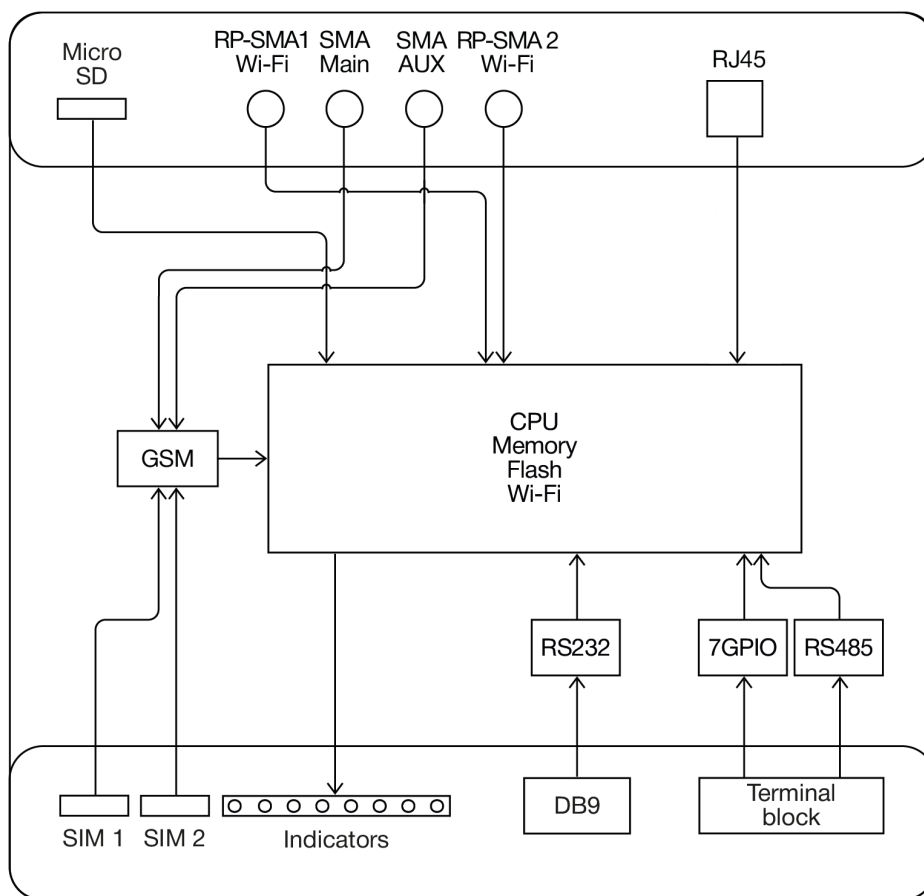 Micro
SD
RP-SMA1
Wi-Fi
SMA
Main
SMA
AUX
RP-SMA 2
Wi-Fi
RJ45
CPU
Memory
Flash
Wi-Fi
GSM
RS232
7GPIO
RS485
SIM 1
SIM 2
Indicators
DB9
Terminal
block